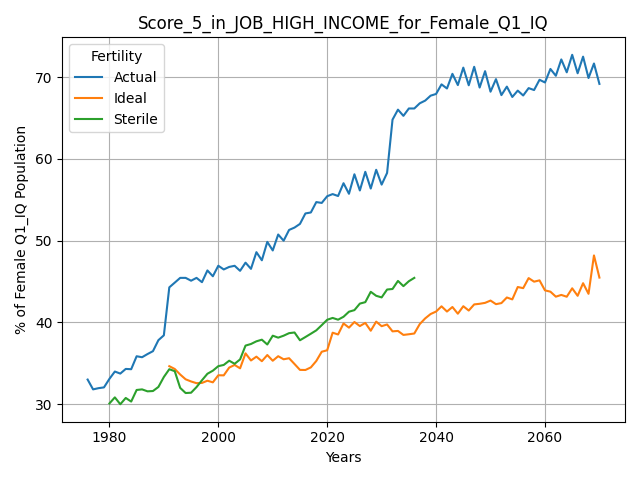 Score_5_in_JOB_HIGH_INCOME_for_Female_Q1_IQ
Fertility
Actual
Ideal
Sterile
% of Female Q1_IQ Population
70
60
50
40
30
1980
2000
2020
2040
2060
Years